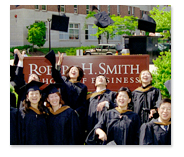 ROBERT H. SMITH
SCHOOL OF BUSINESS